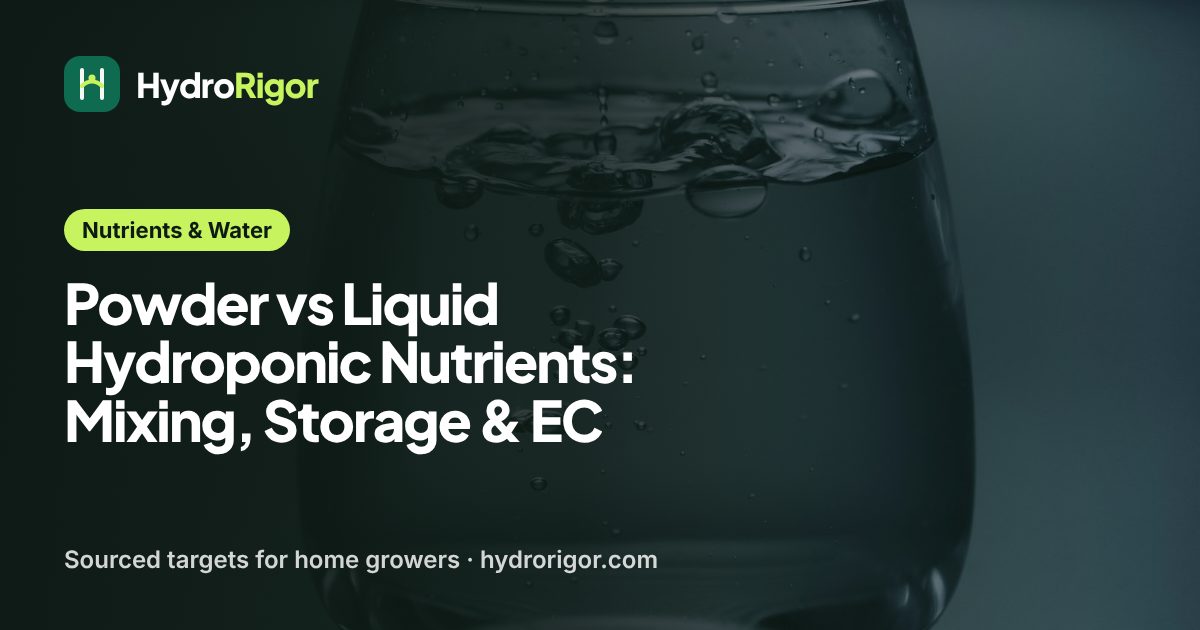 HydroRigor
Nutrients & Water
Powder vs Liquid
Hydroponic Nutrients:
Mixing, Storage & EC
Sourced targets for home growers · hydrorigor.com